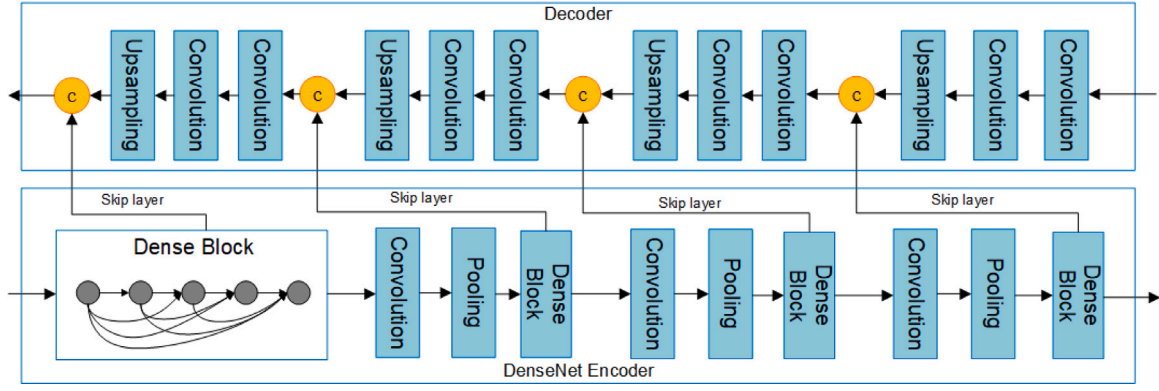 Decoder
Upsampling
Convolution
Convolution
Upsampling
Convolution
Convolution
Upsampling
Convolution
Convolution
Upsampling
Convolution
Convolution
c
c
c
c
Skip layer
Skip layer
Skip layer
Skip layer
Dense Block
Convolution
Pooling
Dense
Block
Convolution
Pooling
Dense
Block
Convolution
Pooling
Dense
Block
DenseNet Encoder